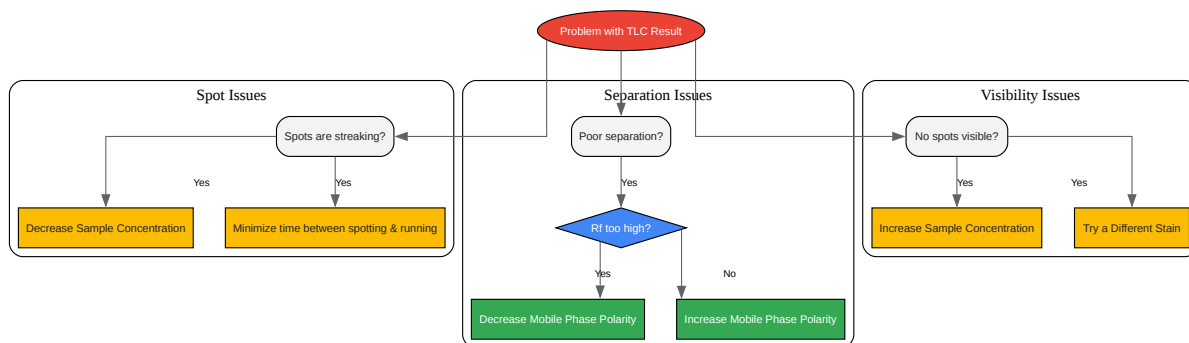 Problem with TLC Result
Spot Issues
Separation Issues
Visibility Issues
Spots are streaking?
Poor separation?
No spots visible?
Yes
Yes
Yes
Yes
Yes
Decrease Sample Concentration
Minimize time between spotting & running
Rf too high?
Increase Sample Concentration
Try a Different Stain
Yes
No
Decrease Mobile Phase Polarity
Increase Mobile Phase Polarity